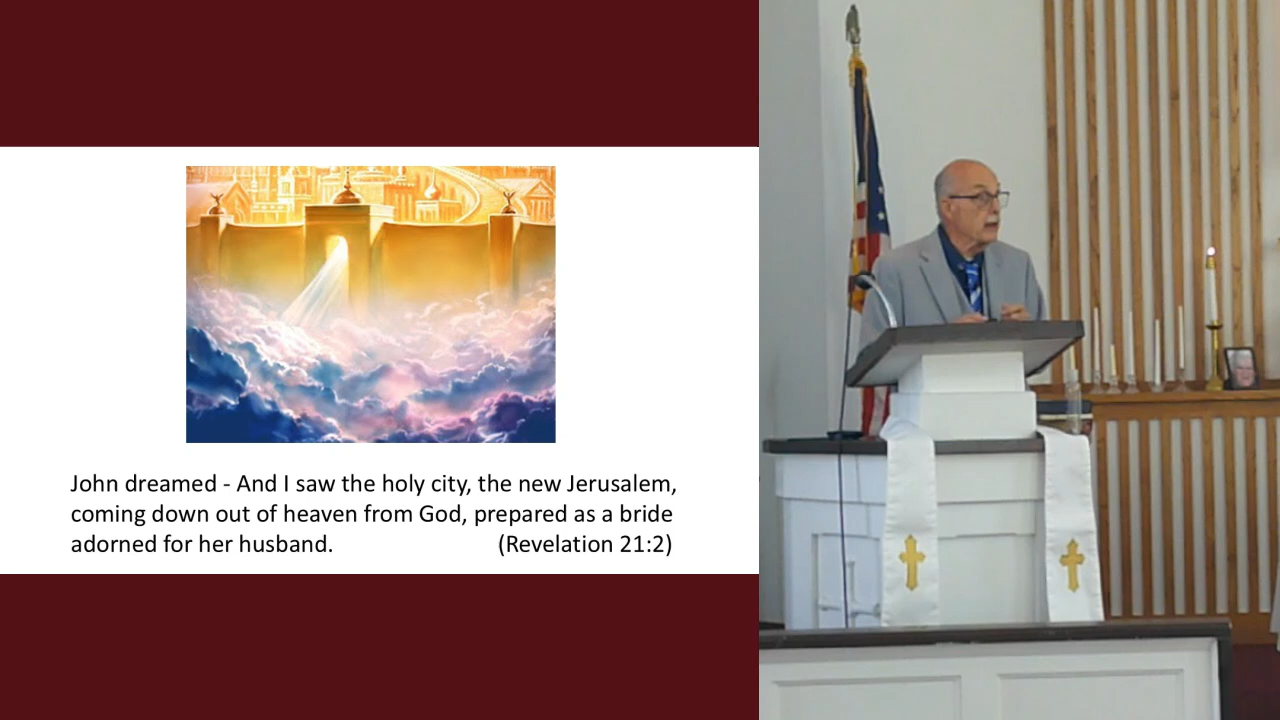 John dreamed - And I saw the holy city, the new Jerusalem,
coming down out of heaven from God, prepared as a bride
adorned for her husband. (Revelation 21:2)